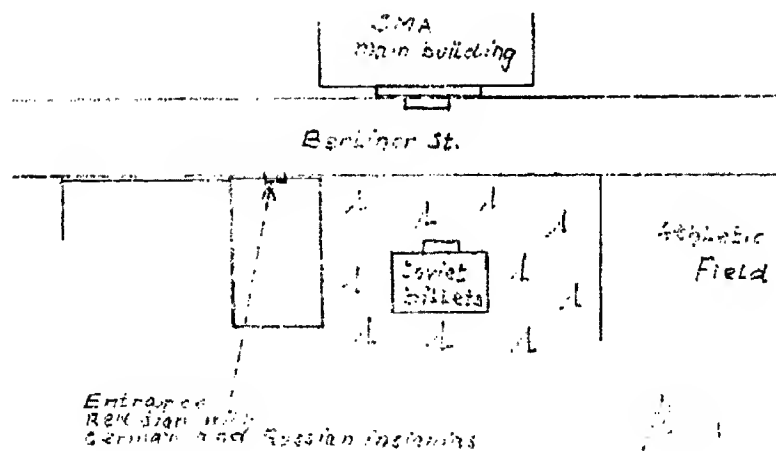 SMA
Main building
Berliner St.
Athletic
Field
Soviet
billets
Entrance
Red sign with
German and Russian insignias